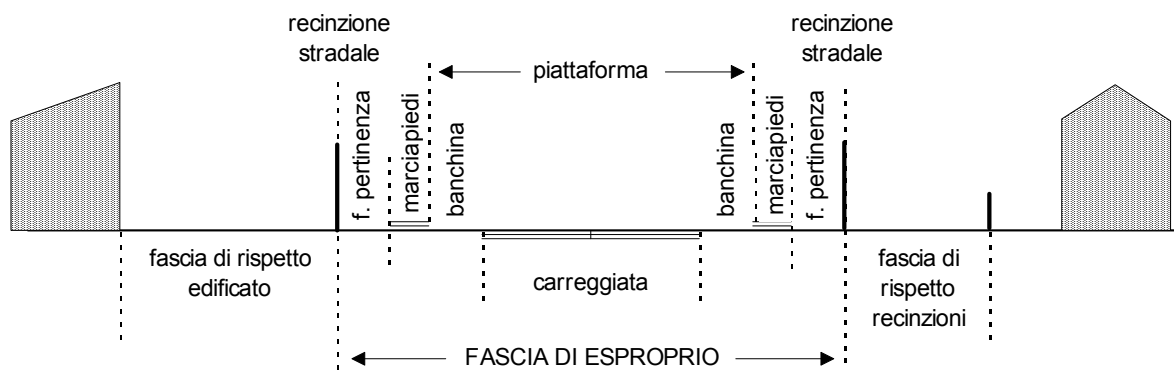 recinzione
stradale
recinzione
stradale
piattaforma
f. pertinenza
marciapiedi
banchina
banchina
marciapiedi
f. pertinenza
fascia di rispetto
edificato
carreggiata
fascia di
rispetto
recinzioni
FASCIA DI ESPROPRIO